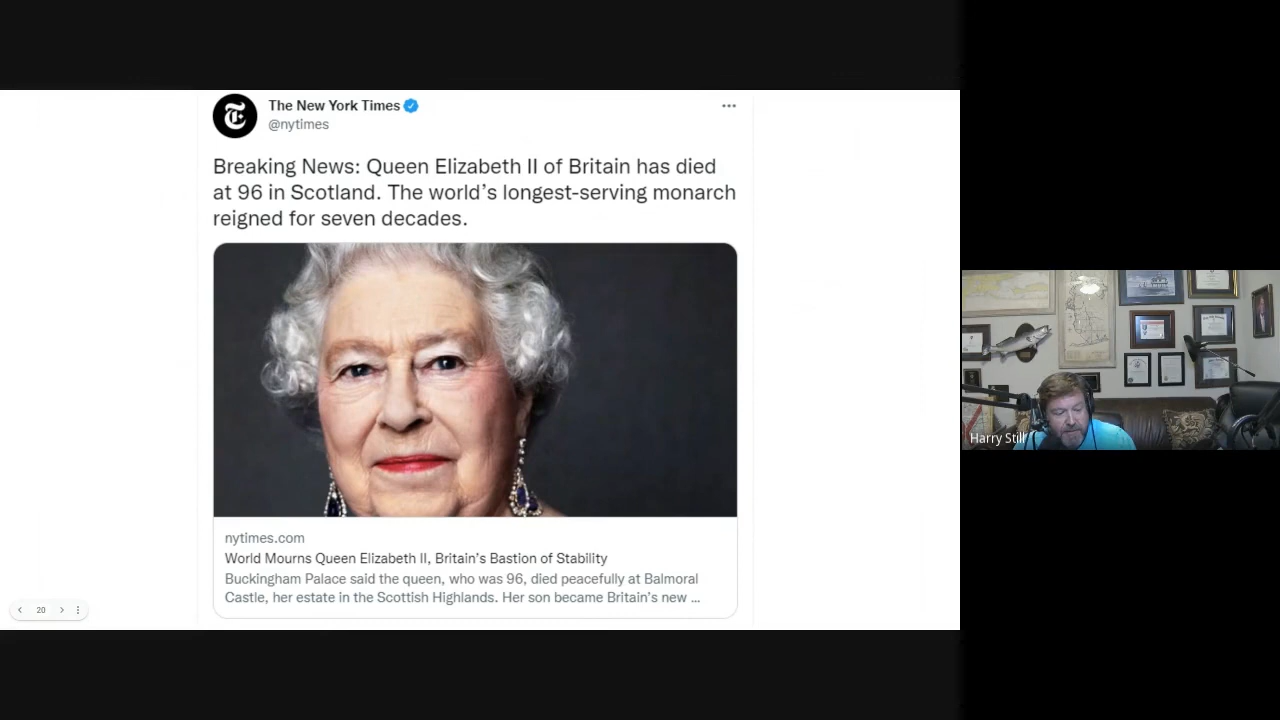 The New York Times
@nytimes
Breaking News: Queen Elizabeth II of Britain has died
at 96 in Scotland. The world’s longest-serving monarch
reigned for seven decades.
nytimes.com
World Mourns Queen Elizabeth II, Britain’s Bastion of Stability
Buckingham Palace said the queen, who was 96, died peacefully at Balmoral
Castle, her estate in the Scottish Highlands. Her son became Britain’s new ...
20
Harry Still